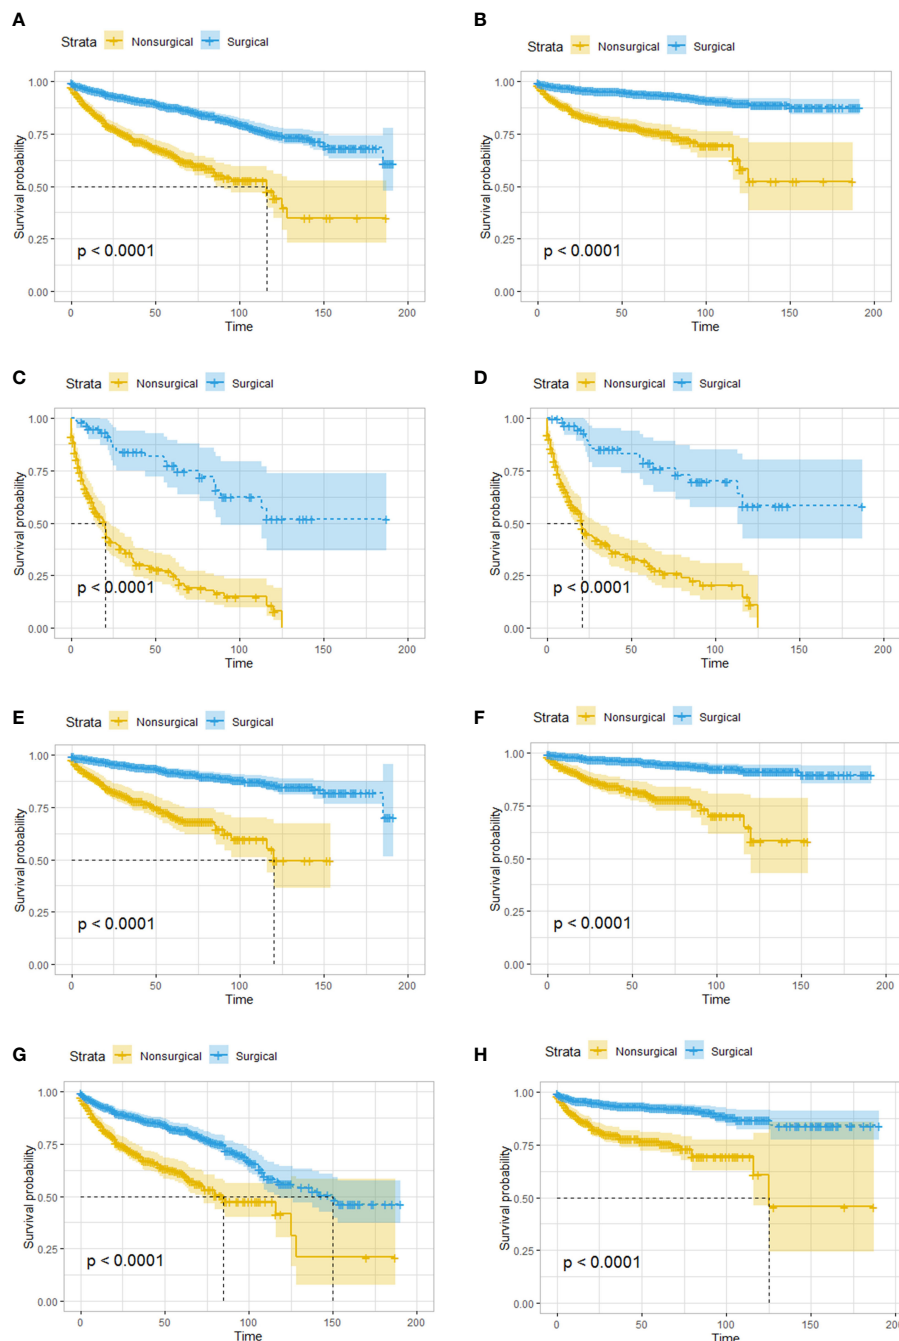 A
Strata Nonsurgical Surgical
Survival probability
1.00
0.75
0.50
0.25
0.00
p < 0.0001
0 50 100 150 200
Time
B
Strata Nonsurgical Surgical
Survival probability
1.00
0.75
0.50
0.25
0.00
p < 0.0001
0 50 100 150 200
Time
C
Strata Nonsurgical Surgical
Survival probability
1.00
0.75
0.50
0.25
0.00
p < 0.0001
0 50 100 150 200
Time
D
Strata Nonsurgical Surgical
Survival probability
1.00
0.75
0.50
0.25
0.00
p < 0.0001
0 50 100 150 200
Time
E
Strata Nonsurgical Surgical
Survival probability
1.00
0.75
0.50
0.25
0.00
p < 0.0001
0 50 100 150 200
Time
F
Strata Nonsurgical Surgical
Survival probability
1.00
0.75
0.50
0.25
0.00
p < 0.0001
0 50 100 150 200
Time
G
Strata Nonsurgical Surgical
Survival probability
1.00
0.75
0.50
0.25
0.00
p < 0.0001
0 50 100 150 200
Time
H
Strata Nonsurgical Surgical
Survival probability
1.00
0.75
0.50
0.25
0.00
p < 0.0001
0 50 100 150 200
Time